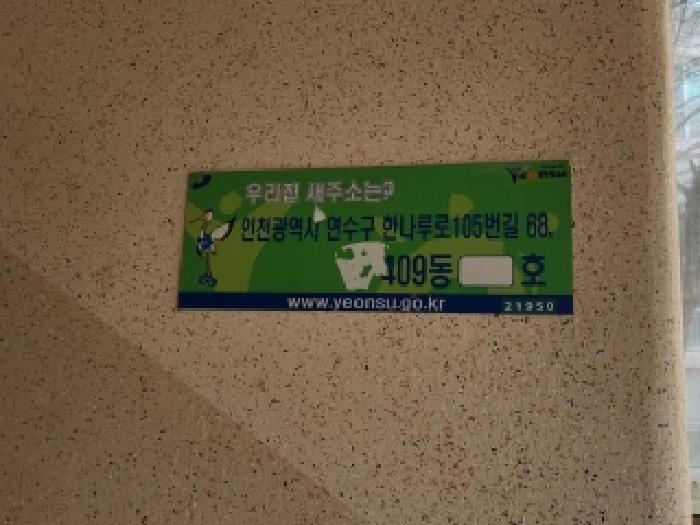 Yeonsu
우리집 새주소는?
인천광역시 연수구 한나루로105번길 68,
409동 호
www.yeonsu.go.kr
21950